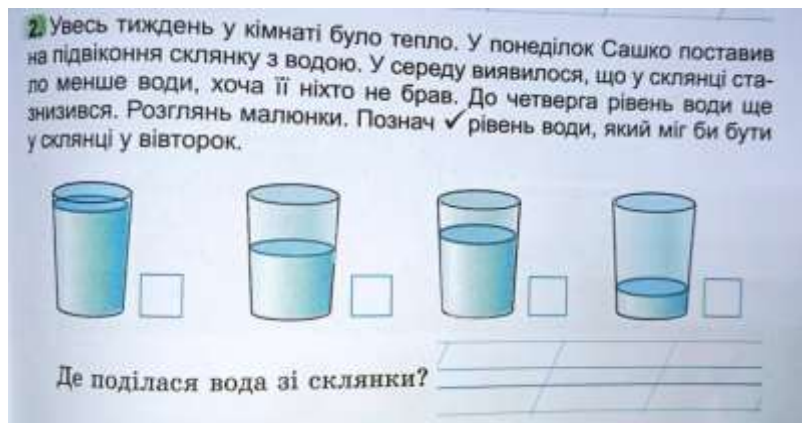 2. Увесь тиждень у кімнаті було тепло. У понеділок Сашко поставив
на підвіконня склянку з водою. У середу виявилося, що у склянці ста-
ло менше води, хоча її ніхто не брав. До четверга рівень води ще
знизився. Розглянь малюнки. Познач ✓ рівень води, який міг би бути
у склянці у вівторок.
Де поділася вода зі склянки?